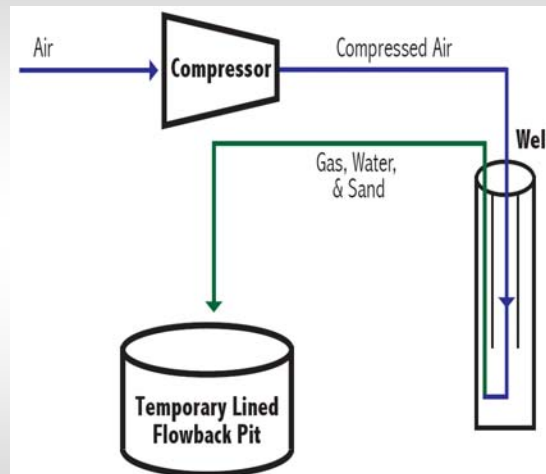 Air
Compressor
Compressed Air
Wel
Gas, Water,
& Sand
Temporary Lined
Flowback Pit